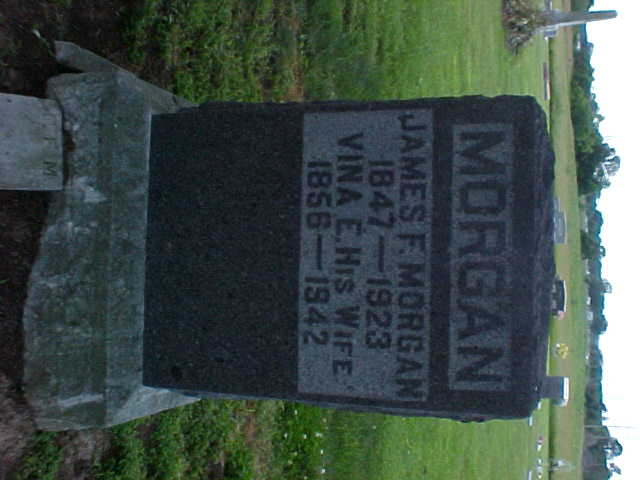 MORGAN
JAMES F. MORGAN
1847—1923
VINA E. HIS WIFE,
1856—1942
F. M